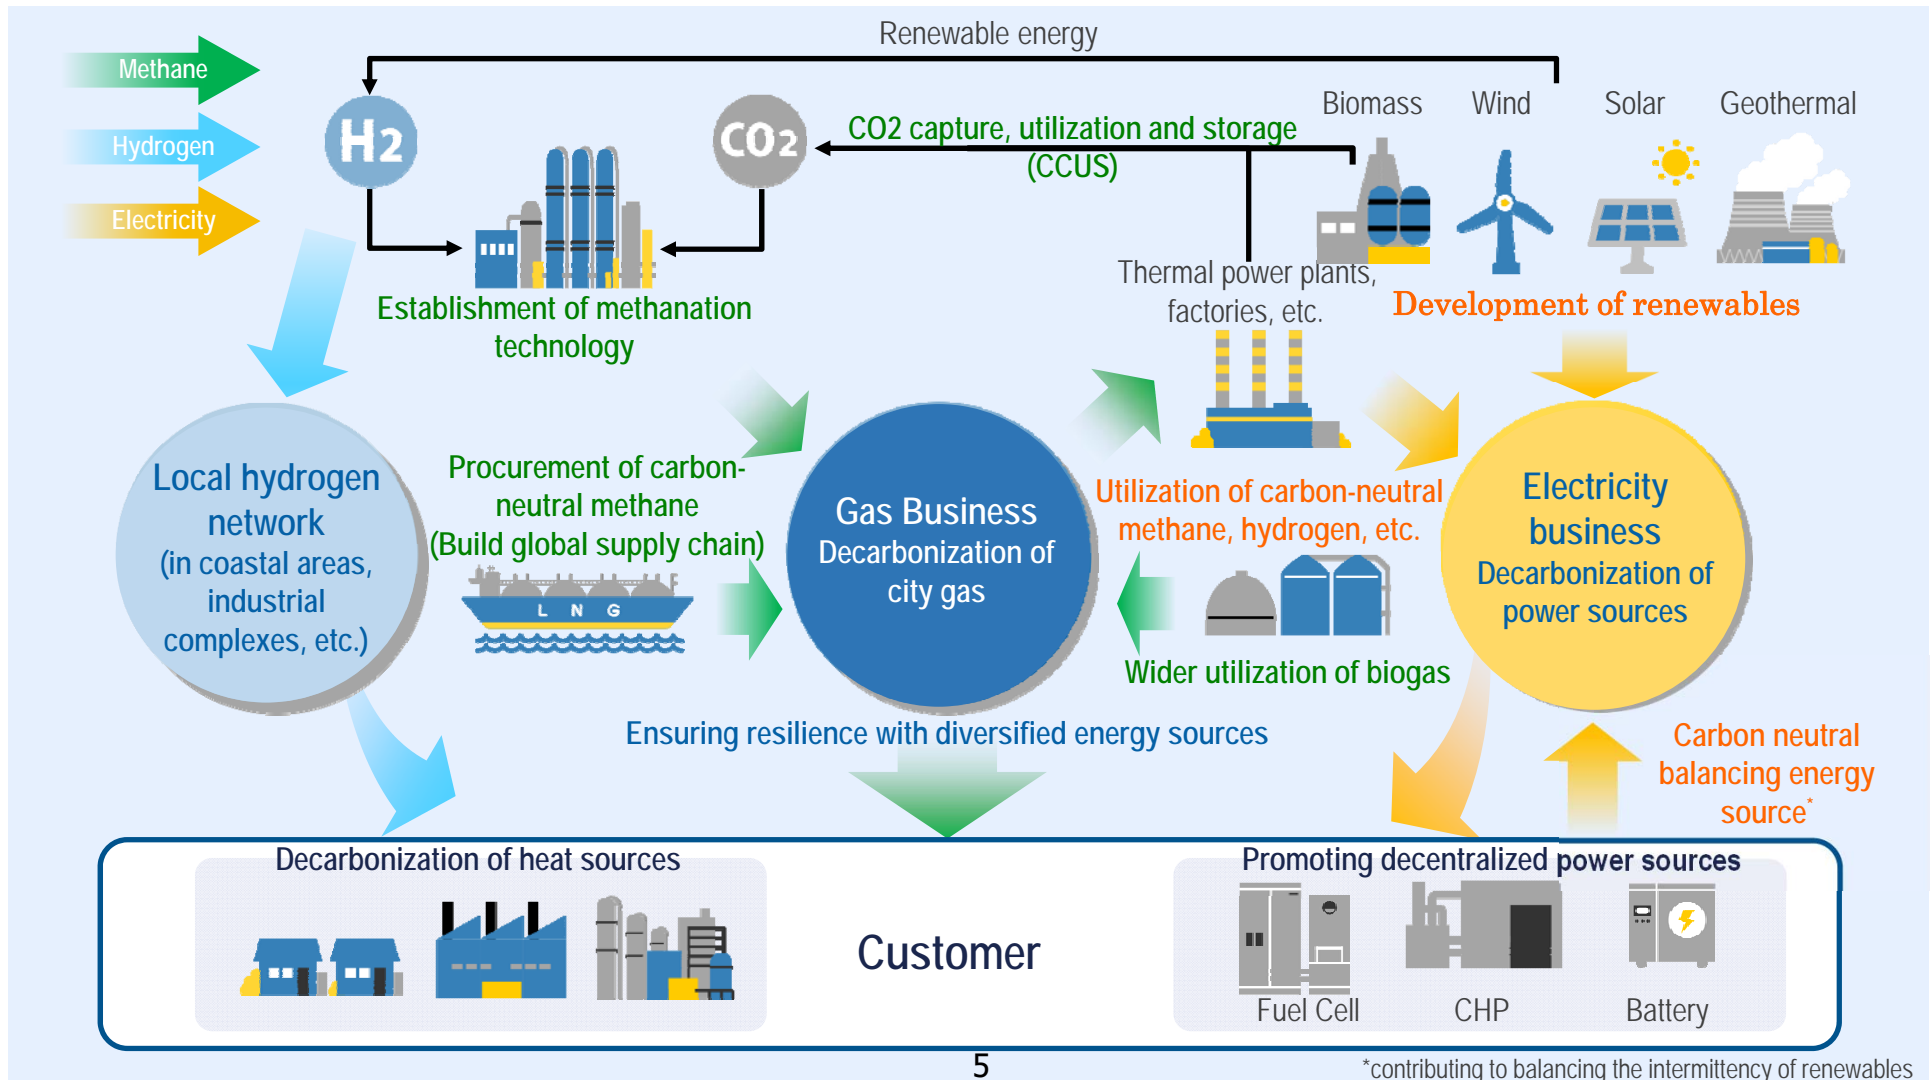 Renewable energy
Methane
Hydrogen
Electricity
H2
CO2
CO2 capture, utilization and storage
(CCUS)
Biomass
Wind
Solar
Geothermal
Establishment of methanation
technology
Thermal power plants,
factories, etc.
Development of renewables
Local hydrogen
network
(in coastal areas,
industrial
complexes, etc.)
Procurement of carbon-
neutral methane
(Build global supply chain)
L N G
Gas Business
Decarbonization of
city gas
Utilization of carbon-neutral
methane, hydrogen, etc.
Wider utilization of biogas
Electricity
business
Decarbonization of
power sources
Ensuring resilience with diversified energy sources
Carbon neutral
balancing energy
source*
Decarbonization of heat sources
Customer
Promoting decentralized power sources
Fuel Cell
CHP
Battery
5
*contributing to balancing the intermittency of renewables